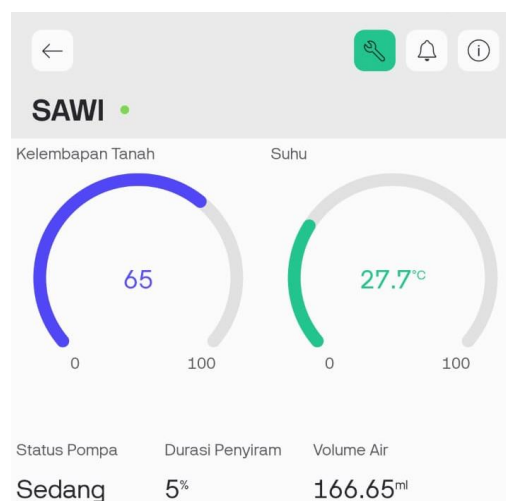 SAWI
Kelembapan Tanah Suhu
65 27.7°C
0 100 0 100
Status Pompa Durasi Penyiram Volume Air
Sedang 5% 166.65ml